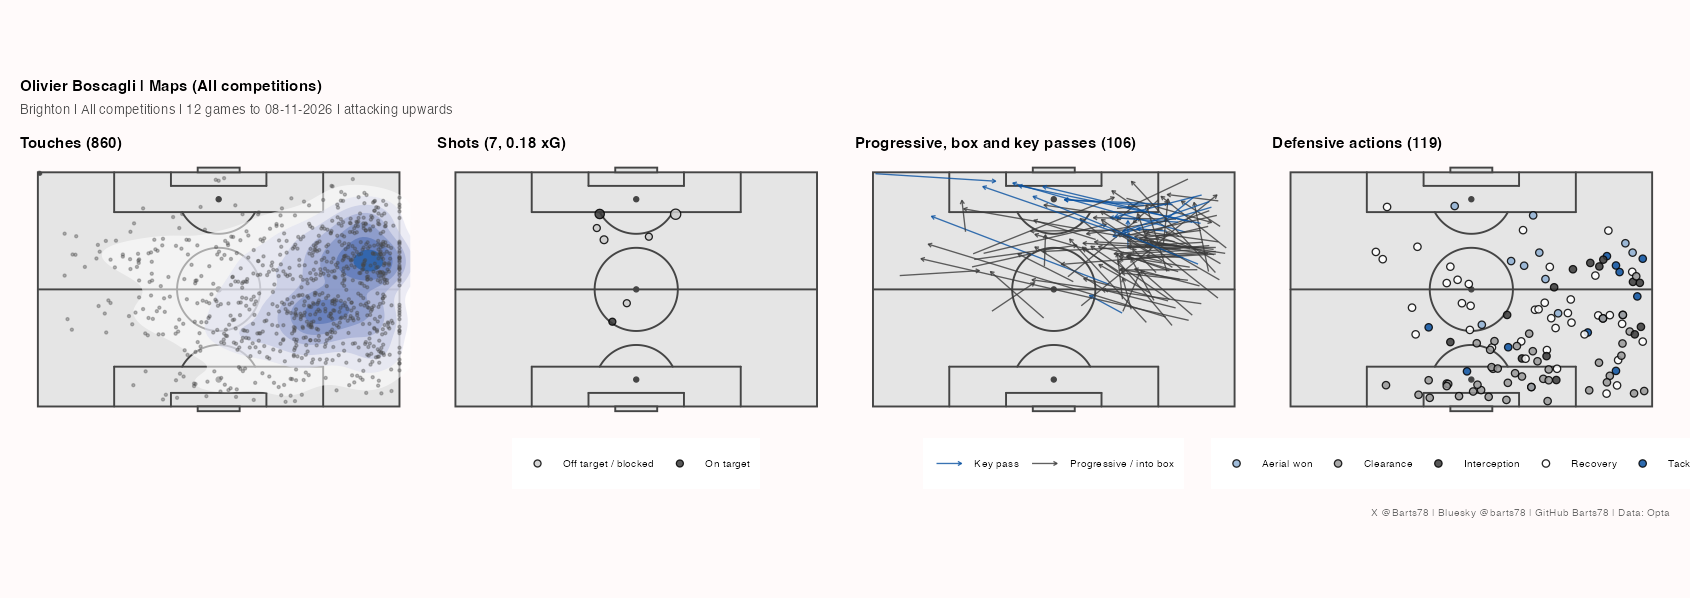 Olivier Boscagli | Maps (All competitions)
Brighton | All competitions | 12 games to 08-11-2026 | attacking upwards
Touches (860)
Shots (7, 0.18 xG)
Progressive, box and key passes (106)
Defensive actions (119)
Off target / blocked
On target
Key pass
Progressive / into box
Aerial won
Clearance
Interception
Recovery
Tack
X @Barts78 | Bluesky @barts78 | GitHub Barts78 | Data: Opta